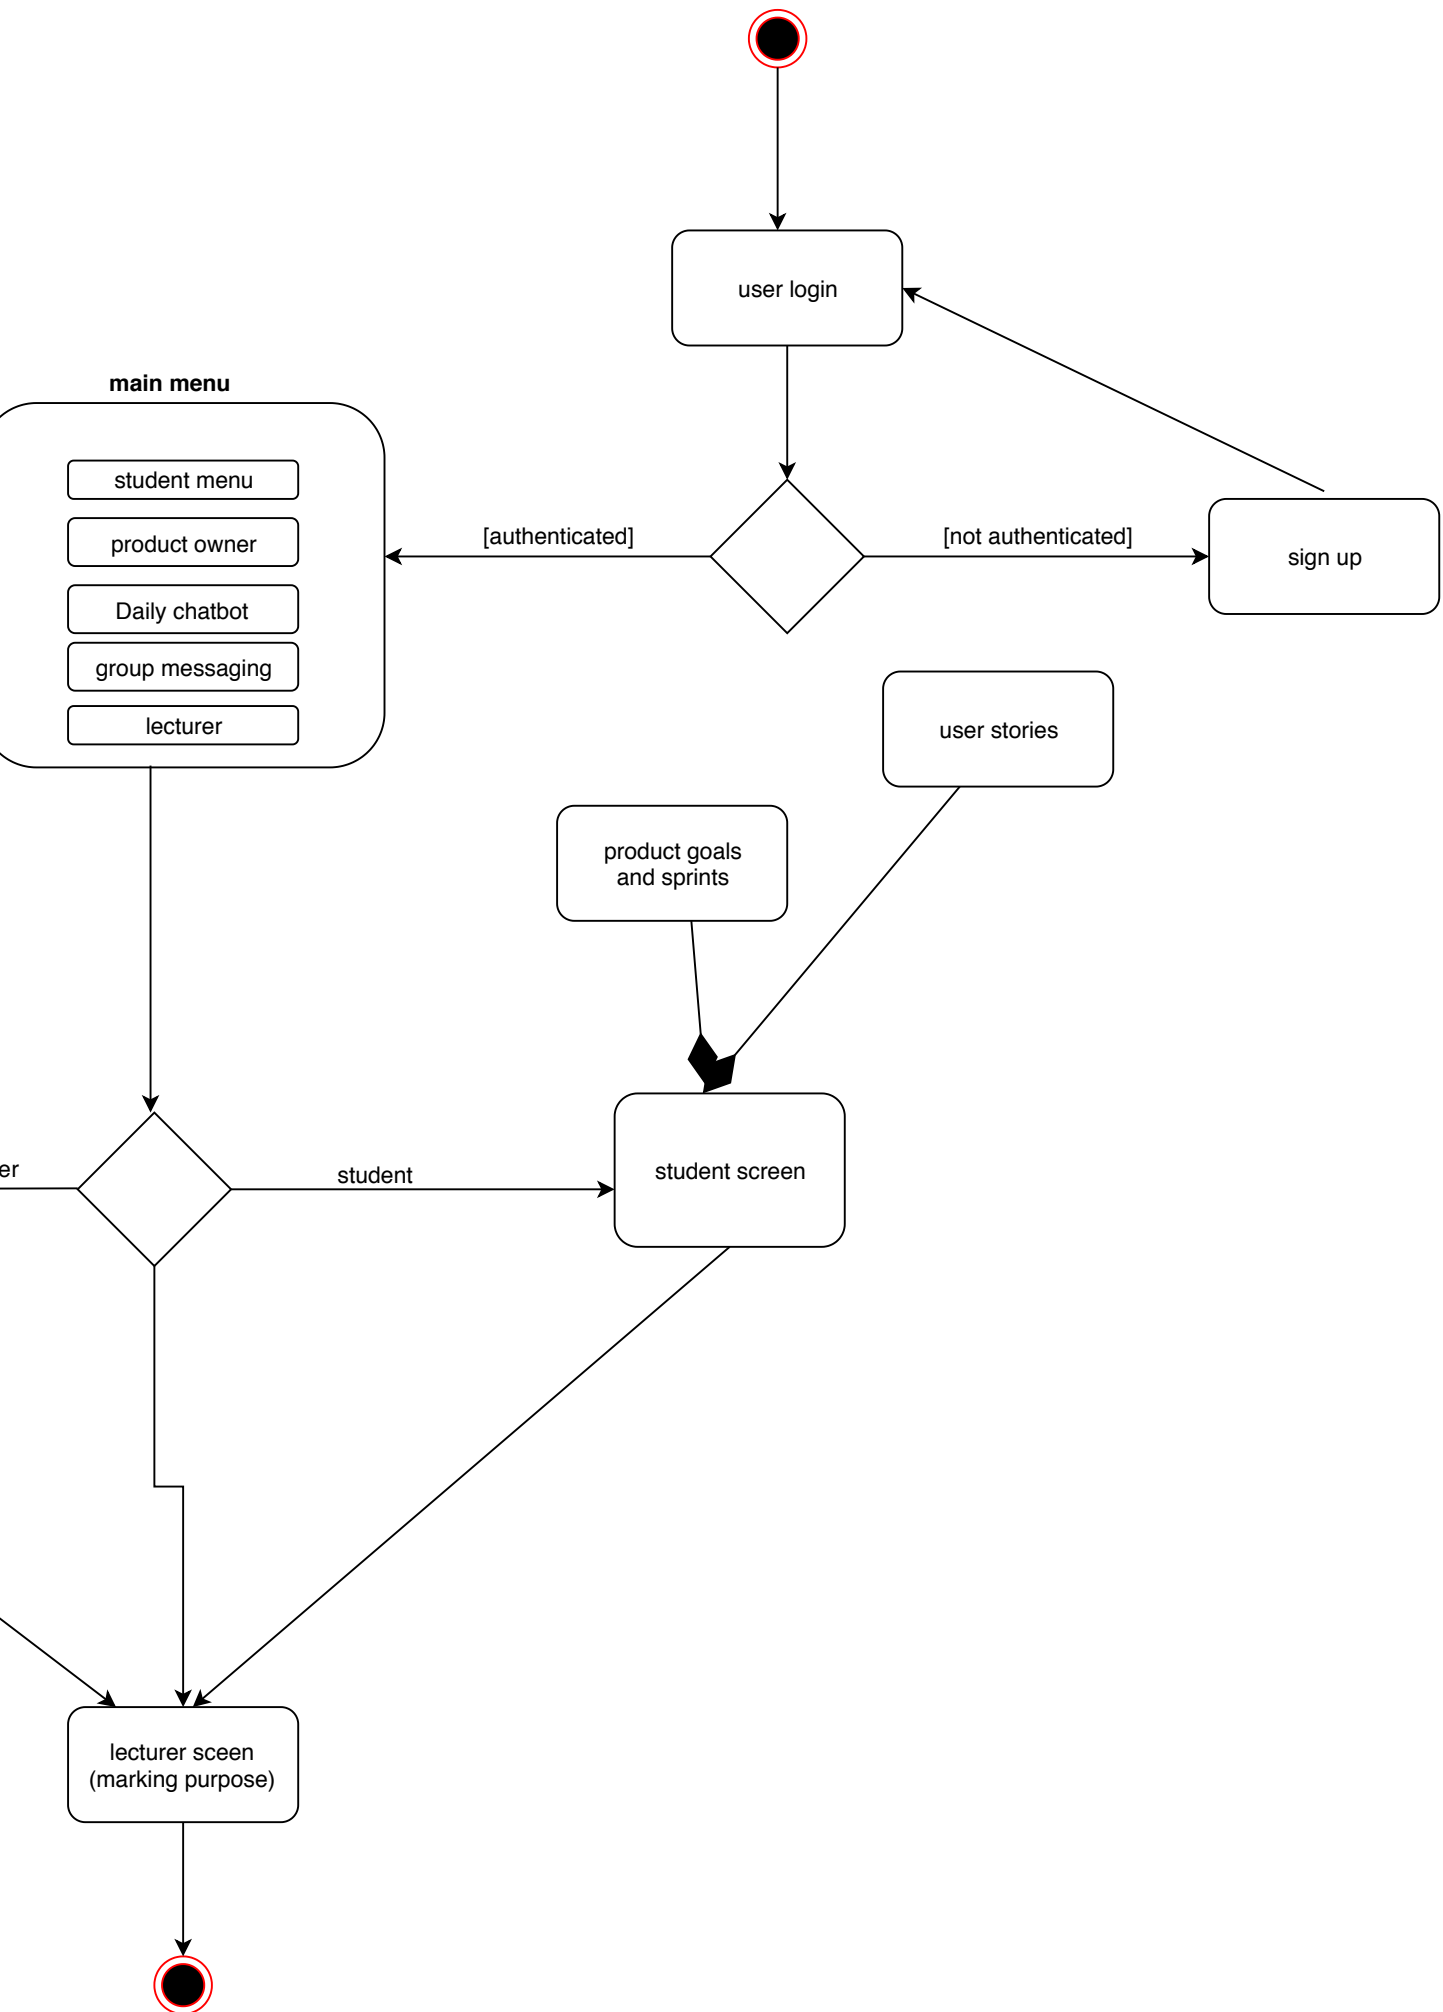 user login
main menu
student menu
product owner
Daily chatbot
group messaging
lecturer
[authenticated]
[not authenticated]
sign up
user stories
product goals
and sprints
er
student
student screen
lecturer sceen
(marking purpose)